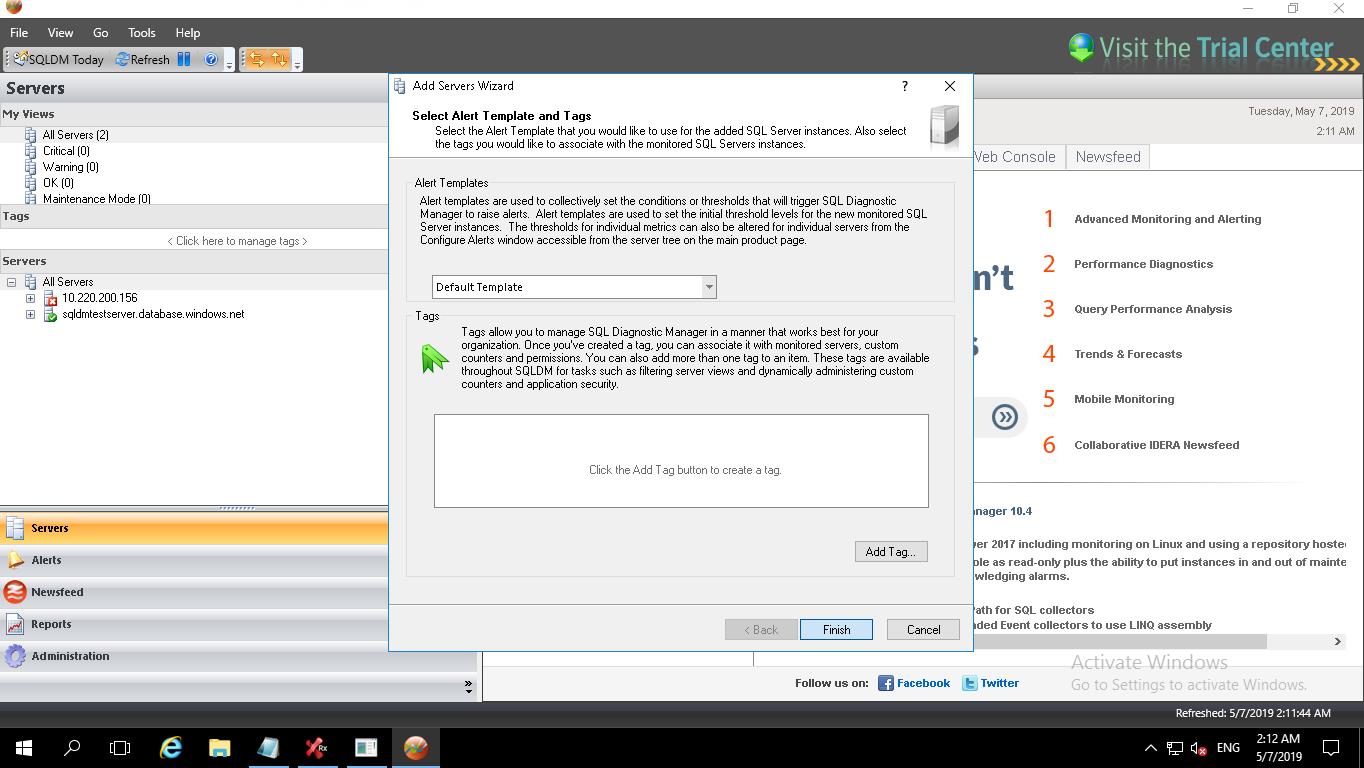 File View Go Tools Help
Visit the Trial Center
SQLDM Today Refresh
Servers
My Views
All Servers (2)
Critical (0)
Warning (0)
OK (0)
Maintenance Mode (0)
Tags
< Click here to manage tags >
Servers
All Servers
10.220.200.156
sqldmtestserver.database.windows.net
Servers
Alerts
Newsfeed
Reports
Administration
Add Servers Wizard
Select Alert Template and Tags
Select the Alert Template that you would like to use for the added SQL Server instances. Also select
the tags you would like to associate with the monitored SQL Servers instances.
Alert Templates
Alert templates are used to collectively set the conditions or thresholds that will trigger SQL Diagnostic
Manager to raise alerts. Alert templates are used to set the initial threshold levels for the new monitored SQL
Server instances. The thresholds for individual metrics can also be altered for individual servers from the
Configure Alerts window accessible from the server tree on the main product page.
Default Template
Tags
Tags allow you to manage SQL Diagnostic Manager in a manner that works best for your
organization. Once you've created a tag, you can associate it with monitored servers, custom
counters and permissions. You can also add more than one tag to an item. These tags are available
throughout SQLDM for tasks such as filtering server views and dynamically administering custom
counters and application security.
Click the Add Tag button to create a tag.
Add Tag...
< Back Finish Cancel
Tuesday, May 7, 2019
2:11 AM
Web Console Newsfeed
n't
s
1 Advanced Monitoring and Alerting
2 Performance Diagnostics
3 Query Performance Analysis
4 Trends & Forecasts
5 Mobile Monitoring
6 Collaborative IDERA Newsfeed
nager 10.4
ver 2017 including monitoring on Linux and using a repository hoste
ole as read-only plus the ability to put instances in and out of mainte
wledging alarms.
Path for SQL collectors
nded Event collectors to use LINQ assembly
Follow us on: Facebook Twitter
Activate Windows
Go to Settings to activate Windows.
Refreshed: 5/7/2019 2:11:44 AM
ENG
2:12 AM
5/7/2019